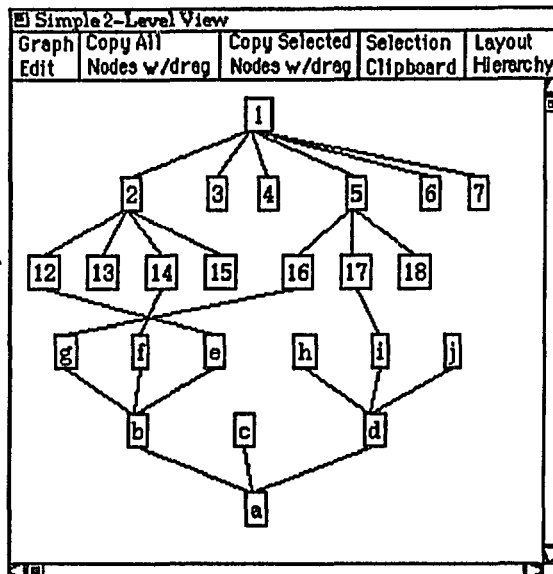 Simple 2-Level View
Graph Edit
Copy All Nodes w/drag
Copy Selected Nodes w/drag
Selection Clipboard
Layout Hierarchy
1
2 3 4 5 6 7
12 13 14 15 16 17 18
g f e h i j
b c d
a